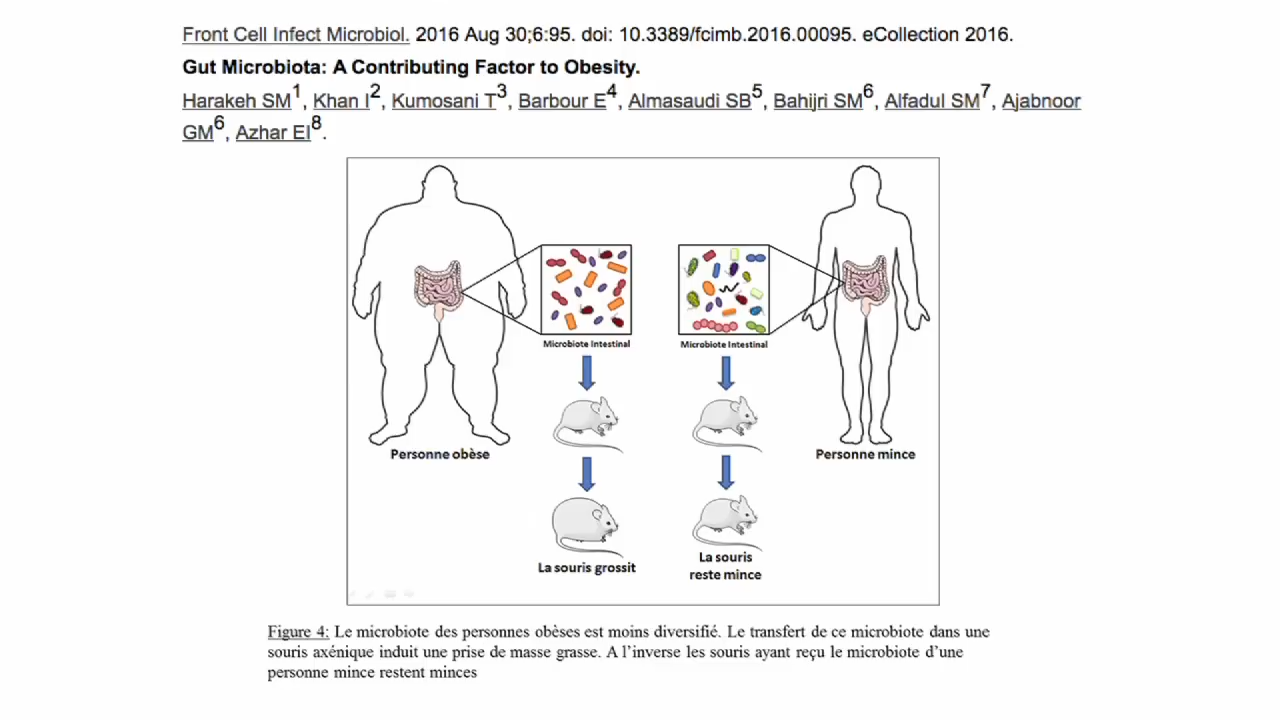 Front Cell Infect Microbiol. 2016 Aug 30;6:95. doi: 10.3389/fcimb.2016.00095. eCollection 2016.
Gut Microbiota: A Contributing Factor to Obesity.
Harakeh SM1, Khan I2, Kumosani T3, Barbour E4, Almasaudi SB5, Bahijri SM6, Alfadul SM7, Ajabnoor
GM6, Azhar EI8.
Microbiote Intestinal
Microbiote Intestinal
Personne obèse
Personne mince
La souris grossit
La souris
reste mince
Figure 4: Le microbiote des personnes obèses est moins diversifié. Le transfert de ce microbiote dans une
souris axénique induit une prise de masse grasse. A l’inverse les souris ayant reçu le microbiote d’une
personne mince restent minces